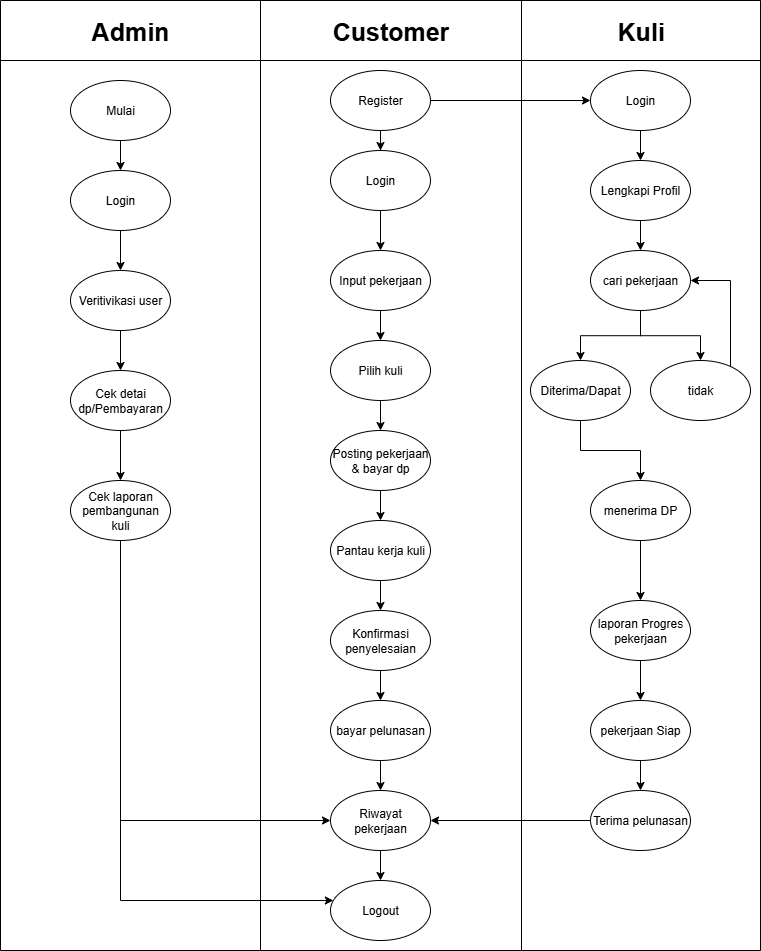 Admin
Customer
Kuli
Mulai
Login
Veritivikasi user
Cek detai
dp/Pembayaran
Cek laporan
pembangunan
kuli
Register
Login
Input pekerjaan
Pilih kuli
Posting pekerjaan
& bayar dp
Pantau kerja kuli
Konfirmasi
penyelesaian
bayar pelunasan
Riwayat
pekerjaan
Logout
Login
Lengkapi Profil
cari pekerjaan
Diterima/Dapat
tidak
menerima DP
laporan Progres
pekerjaan
pekerjaan Siap
Terima pelunasan